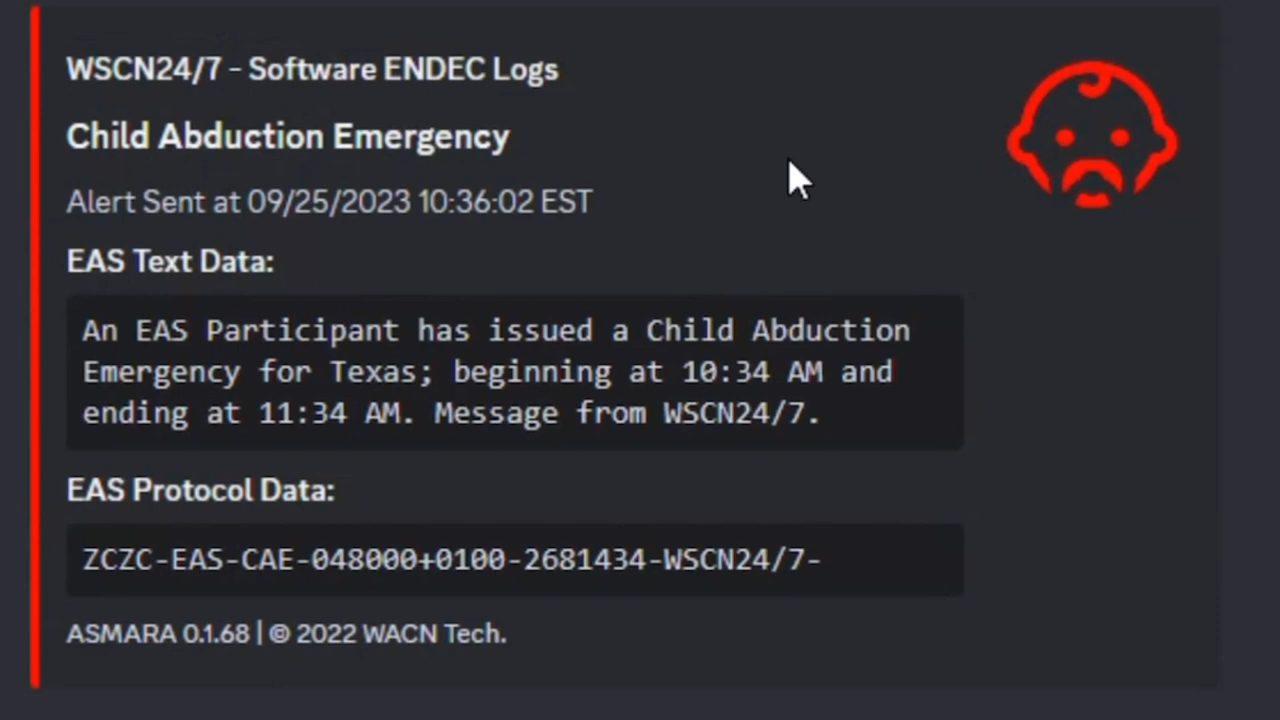 WSCN24/7 - Software ENDEC Logs
Child Abduction Emergency
Alert Sent at 09/25/2023 10:36:02 EST
EAS Text Data:
An EAS Participant has issued a Child Abduction
Emergency for Texas; beginning at 10:34 AM and
ending at 11:34 AM. Message from WSCN24/7.
EAS Protocol Data:
ZCZC-EAS-CAE-048000+0100-2681434-WSCN24/7-
ASMARA 0.1.68 | © 2022 WACN Tech.